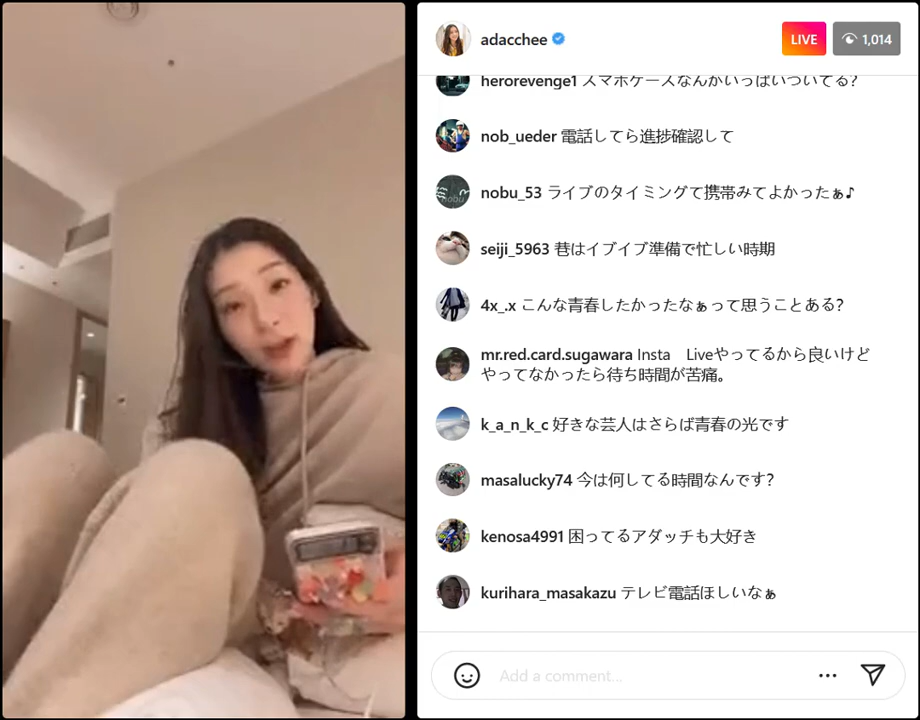 adacchee
LIVE
1,014
herorevenge1 スマホケースなんかいっぱいついてる?
nob_ueder 電話してら進捗確認して
nobu_53 ライブのタイミングて携帯みてよかったぁ♪
seiji_5963 巷はイブイブ準備で忙しい時期
4x_.x こんな青春したかったなぁって思うことある?
mr.red.card.sugawara Insta　Liveやってるから良いけど
やってなかったら待ち時間が苦痛。
k_a_n_k_c 好きな芸人はさらば青春の光です
masalucky74 今は何してる時間なんです?
kenosa4991 困ってるアダッチも大好き
kurihara_masakazu テレビ電話ほしいなぁ
Add a comment...